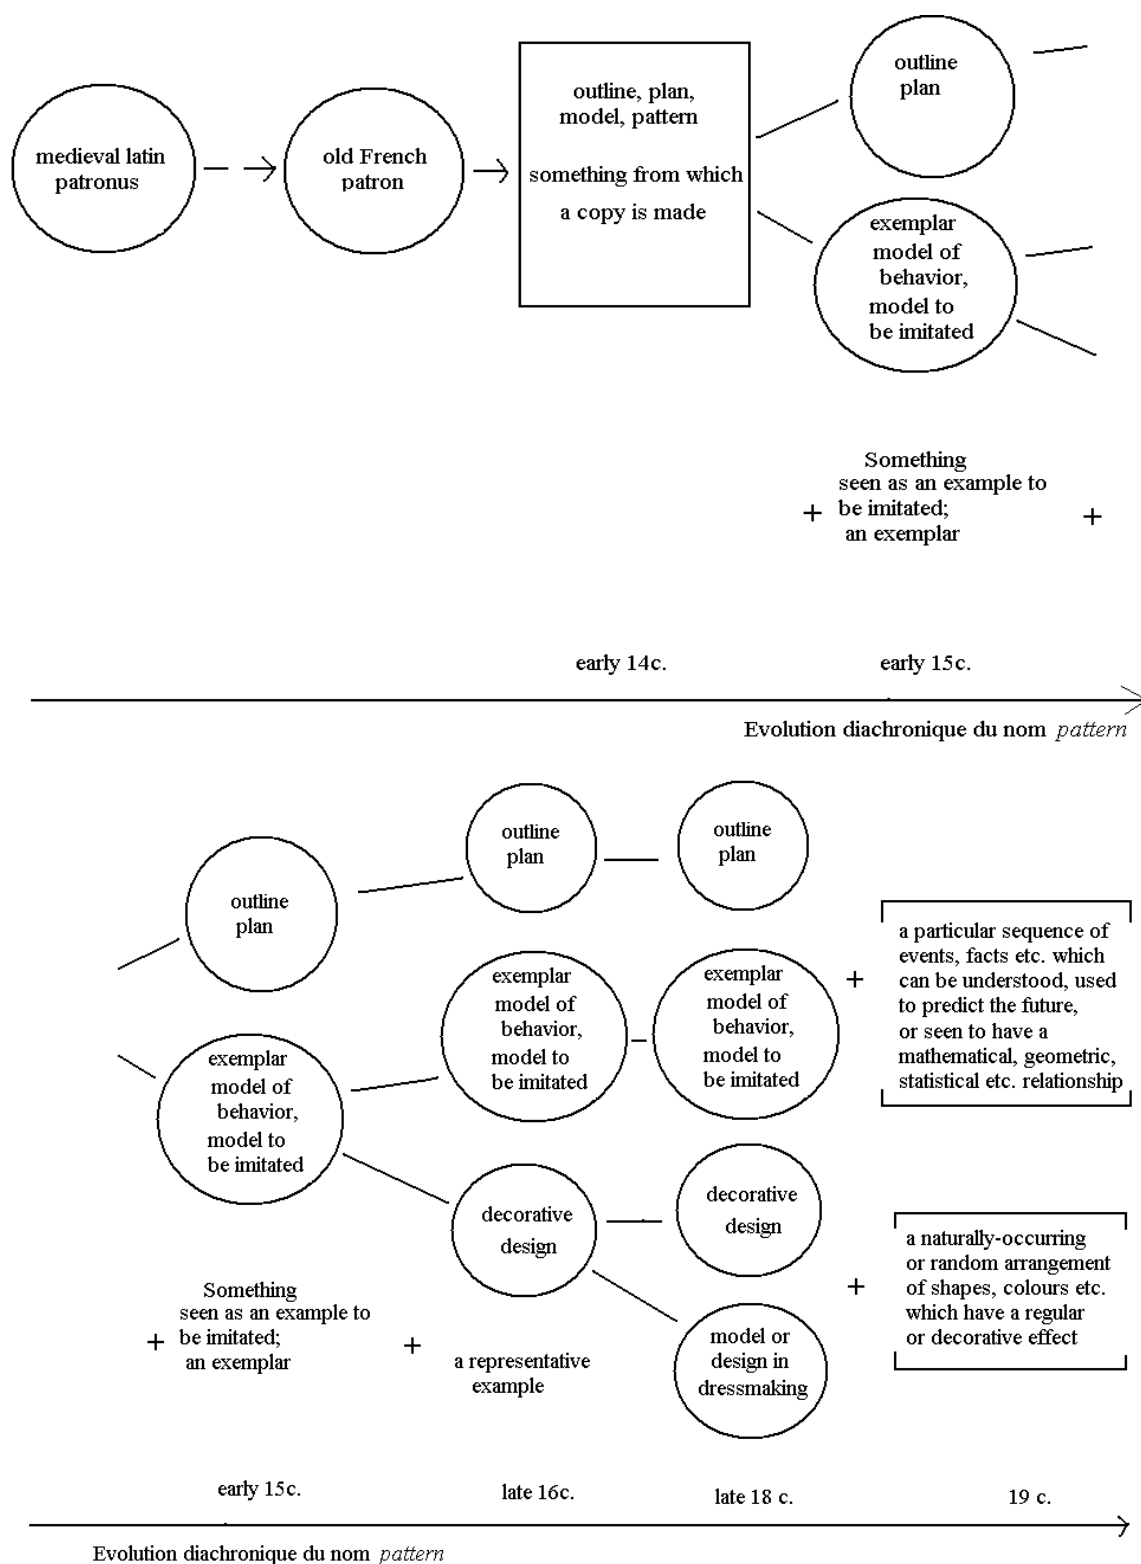 medieval latin
patronus
old French
patron
outline, plan,
model, pattern
something from which
a copy is made
outline
plan
exemplar
model of
behavior,
model to
be imitated
+
Something
seen as an example to
be imitated;
an exemplar
+
early 14c.
early 15c.
Evolution diachronique du nom pattern
outline
plan
exemplar
model of
behavior,
model to
be imitated
outline
plan
exemplar
model of
behavior,
model to
be imitated
decorative
design
outline
plan
exemplar
model of
behavior,
model to
be imitated
decorative
design
model or
design in
dressmaking
+
a particular sequence of
events, facts etc. which
can be understood, used
to predict the future,
or seen to have a
mathematical, geometric,
statistical etc. relationship
+
a naturally-occurring
or random arrangement
of shapes, colours etc.
which have a regular
or decorative effect
+
Something
seen as an example to
be imitated;
an exemplar
+
a representative
example
early 15c.
late 16c.
late 18 c.
19 c.
Evolution diachronique du nom pattern